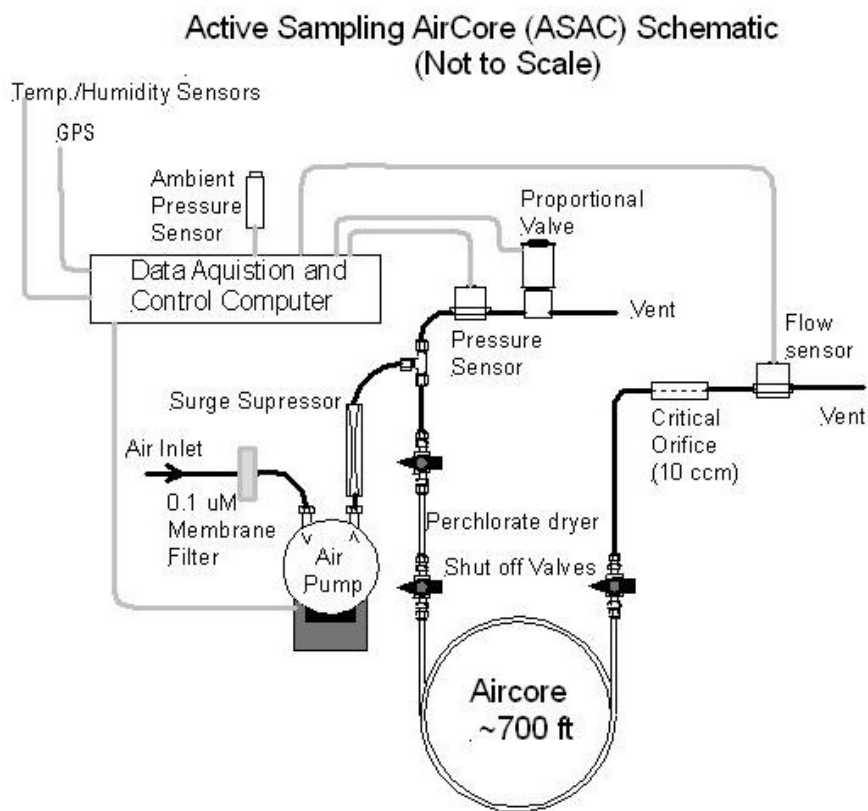 Active Sampling AirCore (ASAC) Schematic
(Not to Scale)
Temp./Humidity Sensors
GPS
Ambient
Pressure
Sensor
Proportional
Valve
Data Aquistion and
Control Computer
Vent
Pressure
Sensor
Flow
sensor
Surge Supressor
Critical
Orifice
(10 ccm)
Vent
Air Inlet
0.1 uM
Membrane
Filter
Perchlorate dryer
Air
Pump
Shut off Valves
Aircore
~700 ft